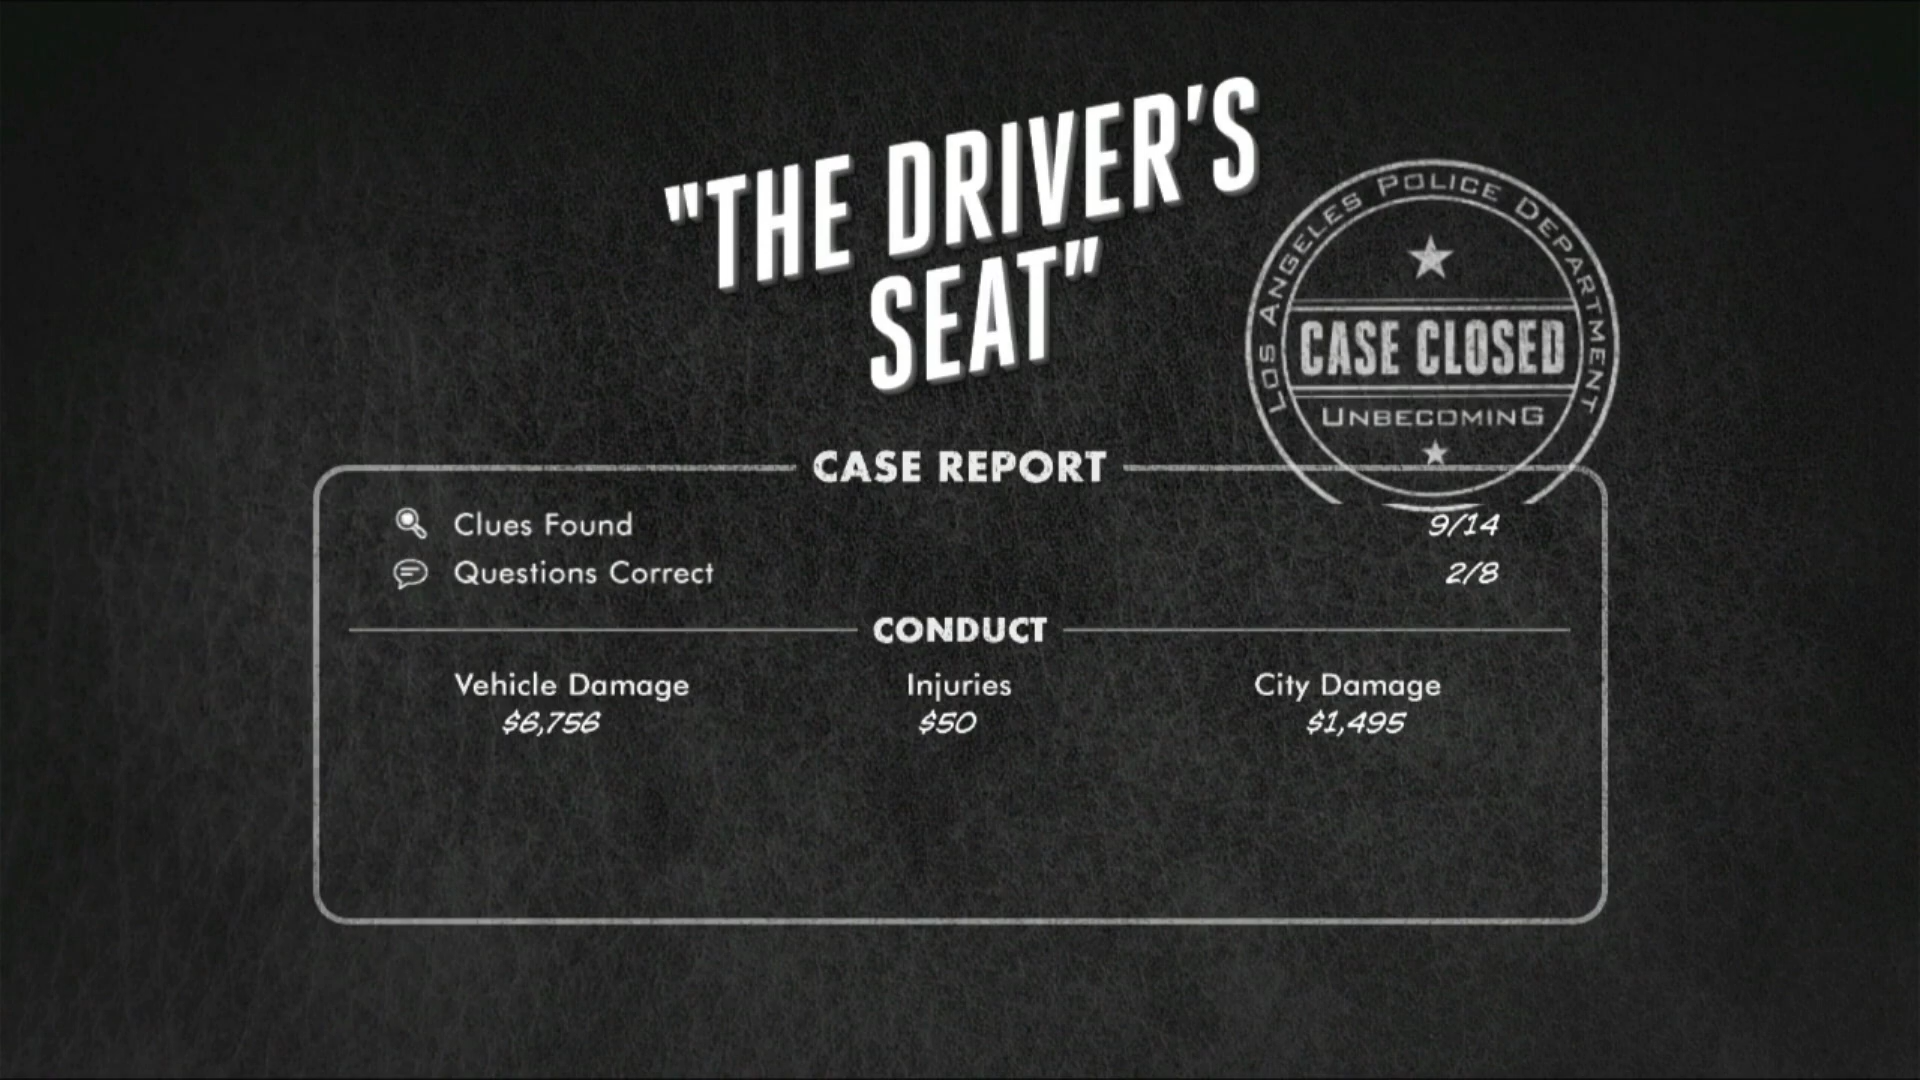 "THE DRIVER'S
SEAT"
LOS ANGELES POLICE DEPARTMENT
CASE CLOSED
UNBECOMING
CASE REPORT
Clues Found 9/14
Questions Correct 2/8
CONDUCT
Vehicle Damage Injuries City Damage
$6,756 $50 $1,495